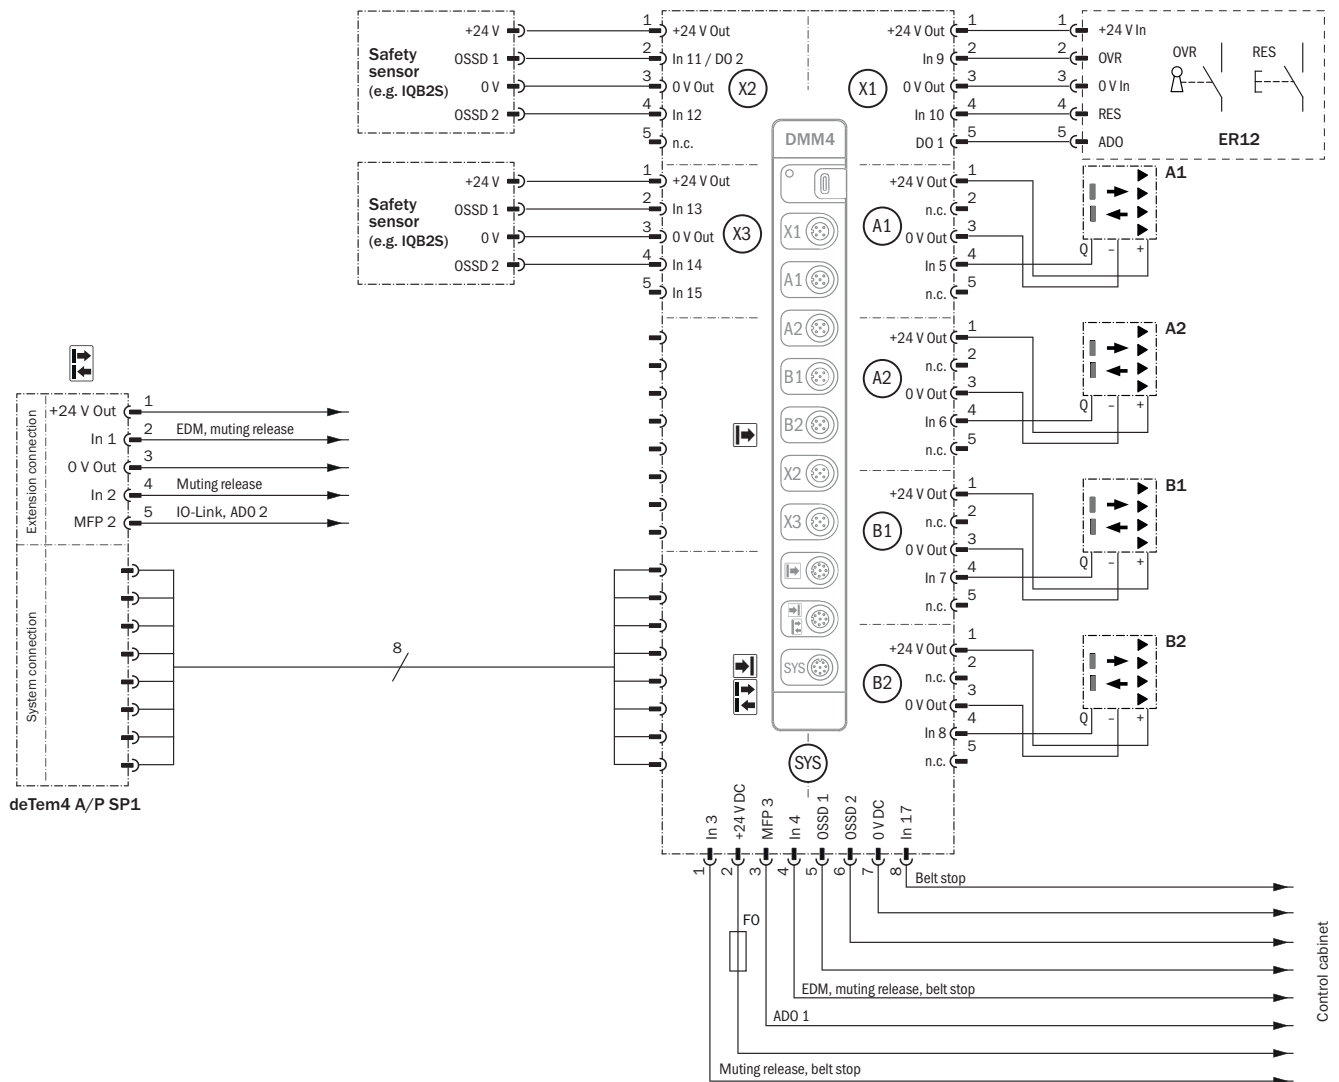 +24 V
OSSD 1
0 V
OSSD 2
Safety
sensor
(e.g. IQB2S)
1
2
3
4
5
+24 V Out
In 11 / DO 2
0 V Out
In 12
n.c.
X2
X1
+24 V Out
In 9
0 V Out
In 10
DO 1
1
2
3
4
5
1
2
3
4
5
+24 V In
OVR
0 V In
RES
ADO
OVR
RES
ER12
+24 V
OSSD 1
0 V
OSSD 2
Safety
sensor
(e.g. IQB2S)
1
2
3
4
5
+24 V Out
In 13
0 V Out
In 14
In 15
X3
DMM4
X1
A1
A2
B1
B2
X2
X3
SYS
A1
+24 V Out
n.c.
0 V Out
In 5
n.c.
1
2
3
4
5
Q
–
+
A1
A2
+24 V Out
n.c.
0 V Out
In 6
n.c.
1
2
3
4
5
Q
–
+
A2
B1
+24 V Out
n.c.
0 V Out
In 7
n.c.
1
2
3
4
5
Q
–
+
B1
B2
+24 V Out
n.c.
0 V Out
In 8
n.c.
1
2
3
4
5
Q
–
+
B2
Extension connection
+24 V Out
In 1
0 V Out
In 2
MFP 2
1
2
3
4
5
EDM, muting release
Muting release
IO-Link, ADO 2
System connection
8
deTem4 A/P SP1
SYS
In 3
+24 V DC
MFP 3
In 4
OSSD 1
OSSD 2
0 V DC
In 17
1
2
3
4
5
6
7
8
Belt stop
F0
EDM, muting release, belt stop
ADO 1
Muting release, belt stop
Control cabinet